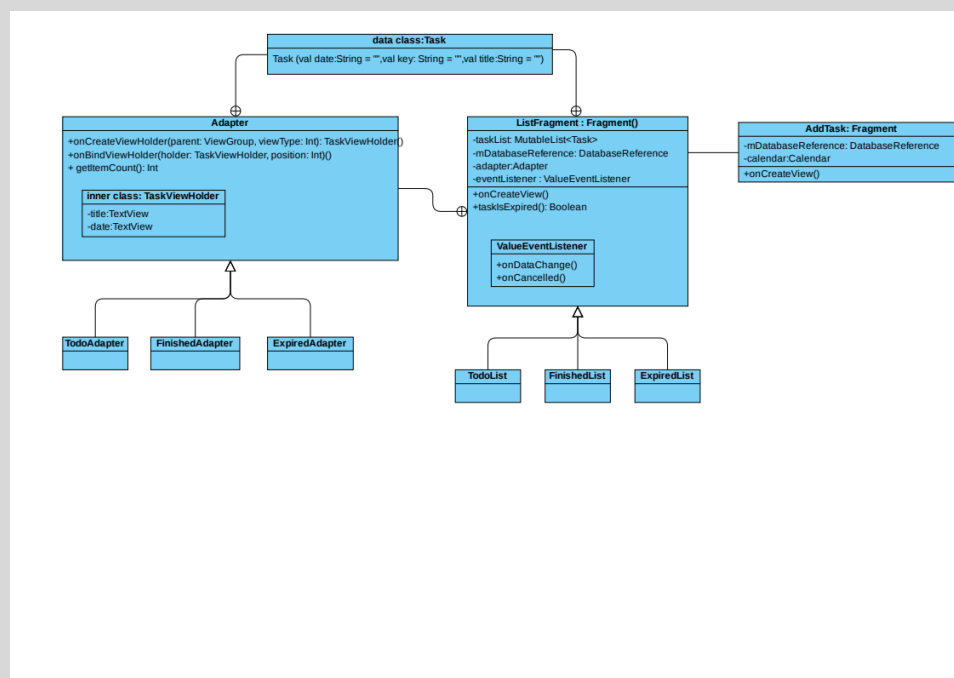 data class:Task
Task (val date:String = "",val key: String = "",val title:String = "")
Adapter
+onCreateViewHolder(parent: ViewGroup, viewType: Int): TaskViewHolder()
+onBindViewHolder(holder: TaskViewHolder, position: Int)()
+ getItemCount(): Int
inner class: TaskViewHolder
-title:TextView
-date:TextView
ListFragment : Fragment()
-taskList: MutableList<Task>
-mDatabaseReference: DatabaseReference
-adapter:Adapter
-eventListener : ValueEventListener
+onCreateView()
+taskIsExpired(): Boolean
ValueEventListener
+onDataChange()
+onCancelled()
AddTask: Fragment
-mDatabaseReference: DatabaseReference
-calendar:Calendar
+onCreateView()
TodoAdapter
FinishedAdapter
ExpiredAdapter
TodoList
FinishedList
ExpiredList